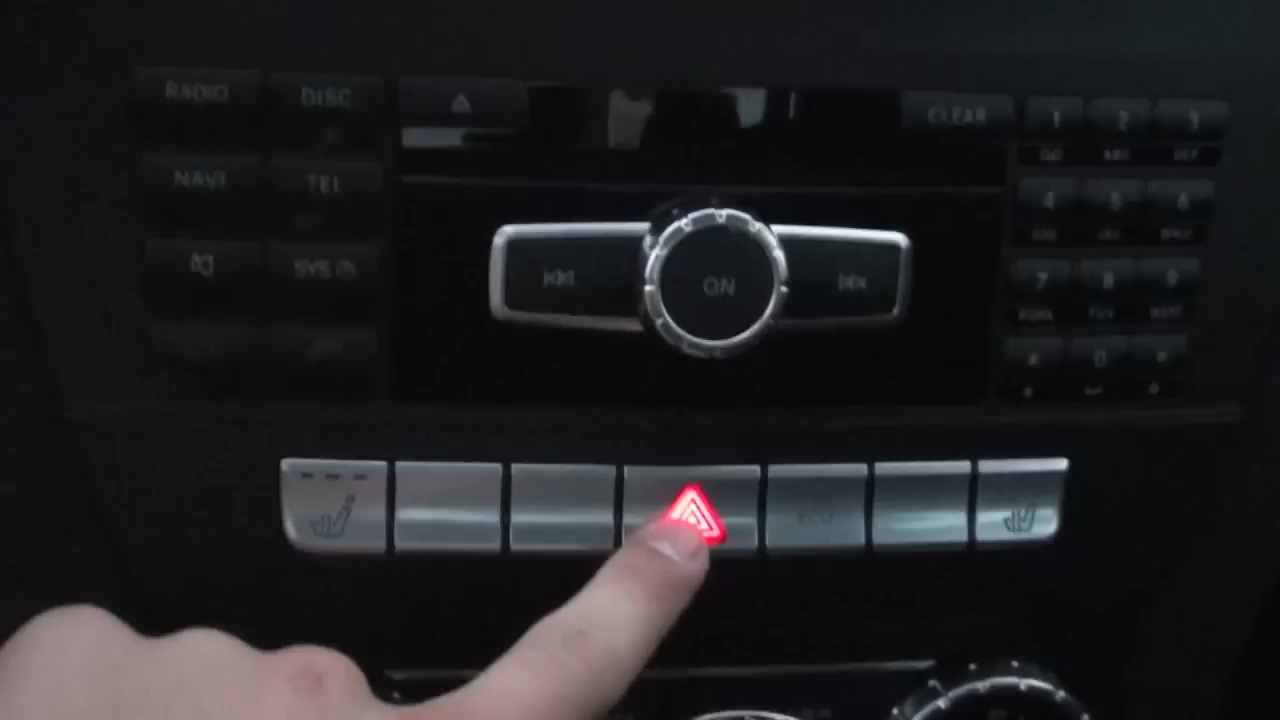 RADIO DISC CLEAR 1 2 3
ABC DEF
NAVI TEL 4 5 6
ON
SYS 7 8 9
0
ECO